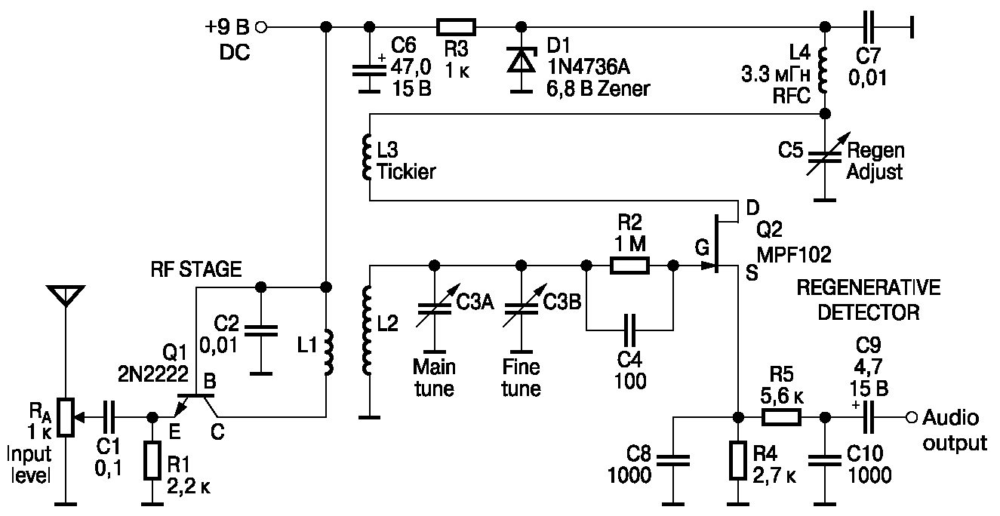 +9 В
DC
C6
+
47,0
15 В
R3
1 к
D1
1N4736A
6,8 В Zener
L4
3.3 мГн
RFC
C7
0,01
L3
Tickier
C5
Regen
Adjust
D
Q2
MPF102
G
S
R2
1 М
RF STAGE
REGENERATIVE
DETECTOR
C2
0,01
L1
L2
C3A
C3B
Main
tune
Fine
tune
C4
100
Q1
2N2222
B
E
C
RA
1 к
Input
level
C1
0,1
R1
2,2 к
C9
4,7
15 В
+
R5
5,6 к
Audio
output
C8
1000
R4
2,7 к
C10
1000